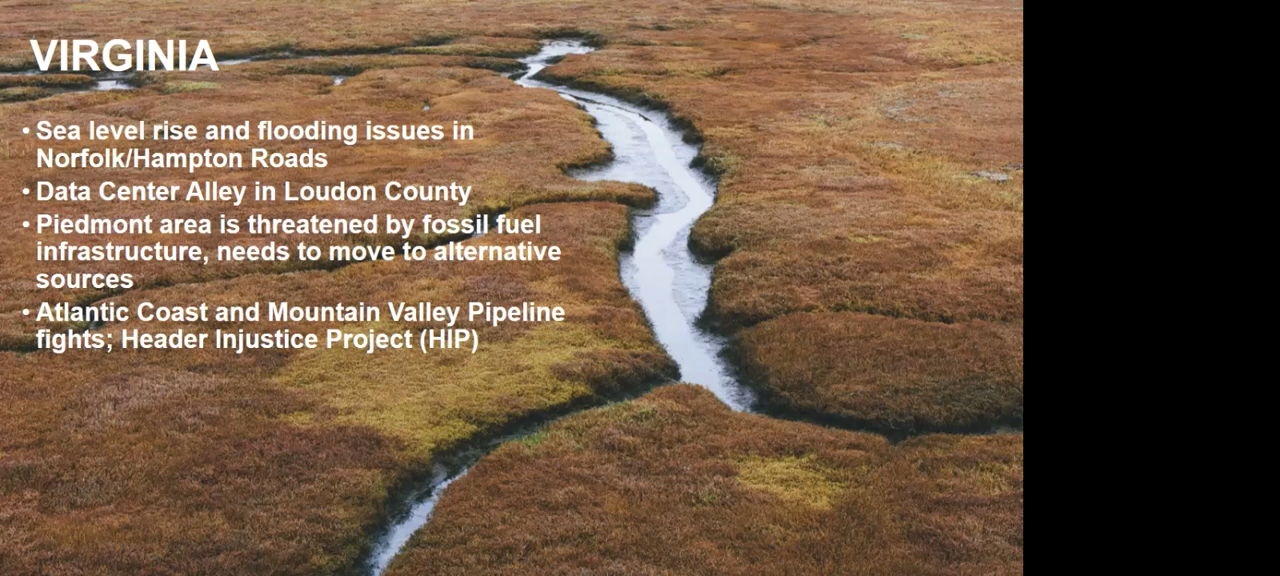 VIRGINIA
• Sea level rise and flooding issues in
Norfolk/Hampton Roads
• Data Center Alley in Loudon County
• Piedmont area is threatened by fossil fuel
infrastructure, needs to move to alternative
sources
• Atlantic Coast and Mountain Valley Pipeline
fights; Header Injustice Project (HIP)